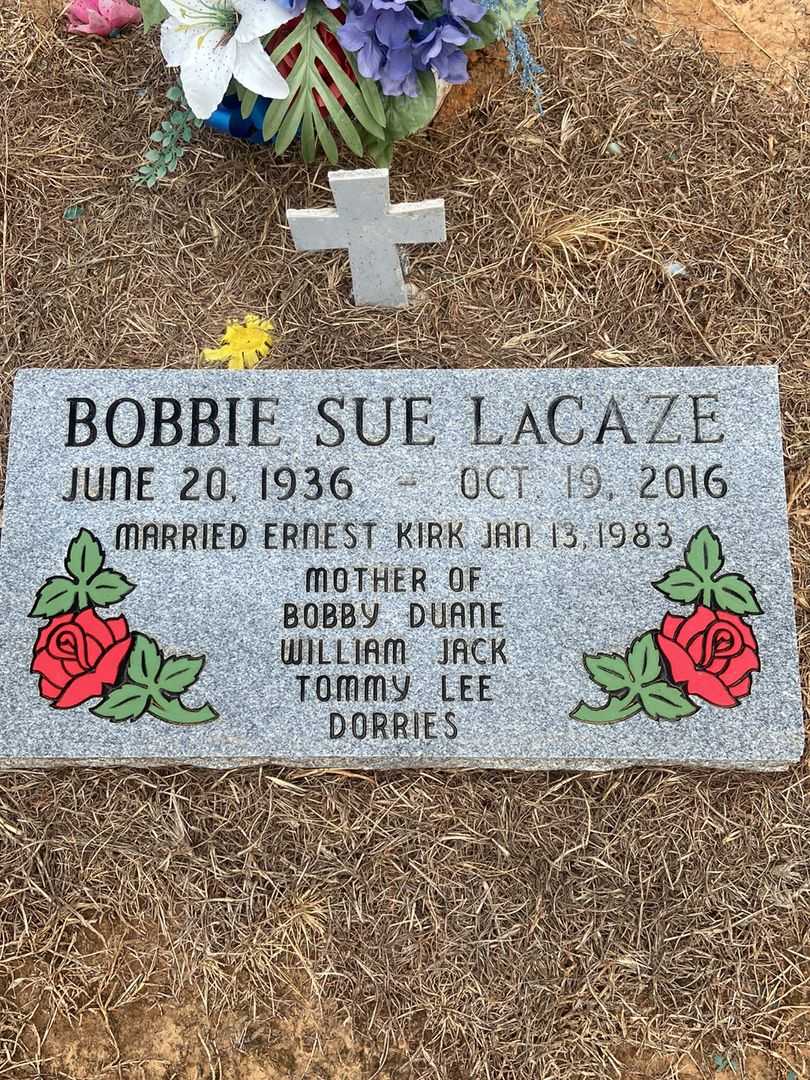 BOBBIE SUE LACAZE
JUNE 20, 1936 - OCT. 19, 2016
MARRIED ERNEST KIRK JAN. 13, 1983
MOTHER OF
BOBBY DUANE
WILLIAM JACK
TOMMY LEE
DORRIES